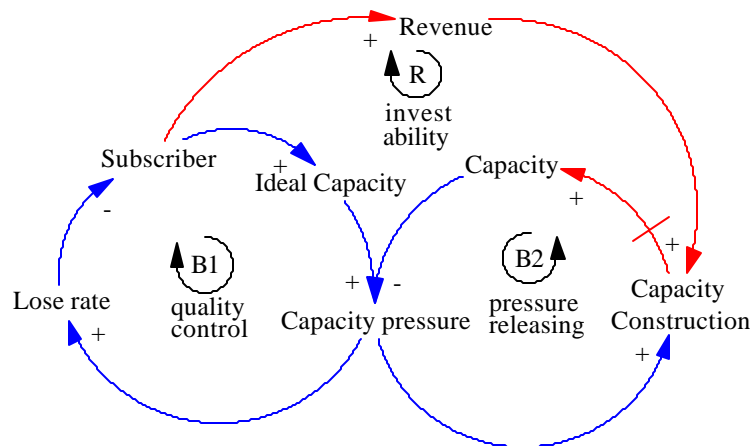 Revenue
+
R
invest
ability
Subscriber
+
Ideal Capacity
Capacity
+
-
B1
quality
control
B2
pressure
releasing
+
Capacity
Construction
Lose rate
+
+
-
Capacity pressure
+